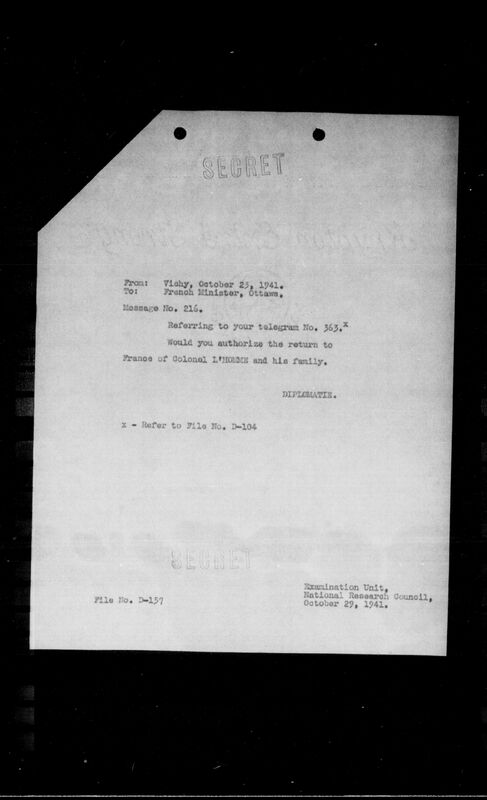 SECRET
From: Vichy, October 23, 1941.
To: French Minister, Ottawa.
Message No. 216.
Referring to your telegram No. 363.x
Would you authorize the return to
France of Colonel L'HOMME and his family.
DIPLOMATIE.
x - Refer to File No. D-104
SECRET
Examination Unit,
National Research Council,
October 29, 1941.
File No. D-157